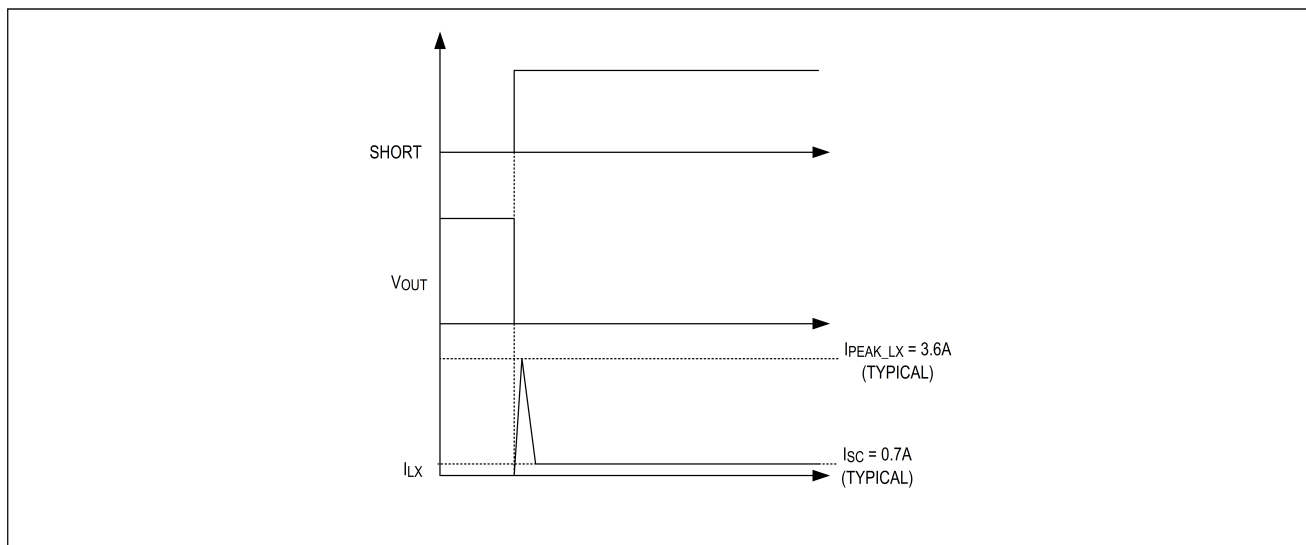 SHORT
VOUT
IPEAK_LX = 3.6A
(TYPICAL)
ISC = 0.7A
(TYPICAL)
ILX